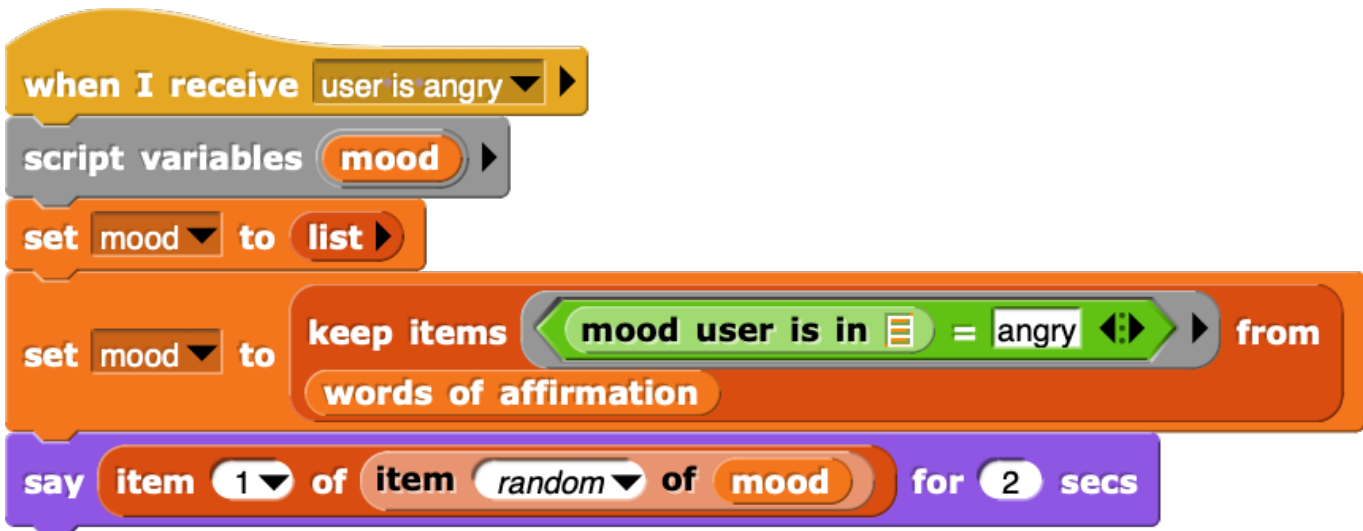 when I receive user is angry
script variables mood
set mood to list
set mood to keep items mood user is in = angry from
words of affirmation
say item 1 of item random of mood for 2 secs